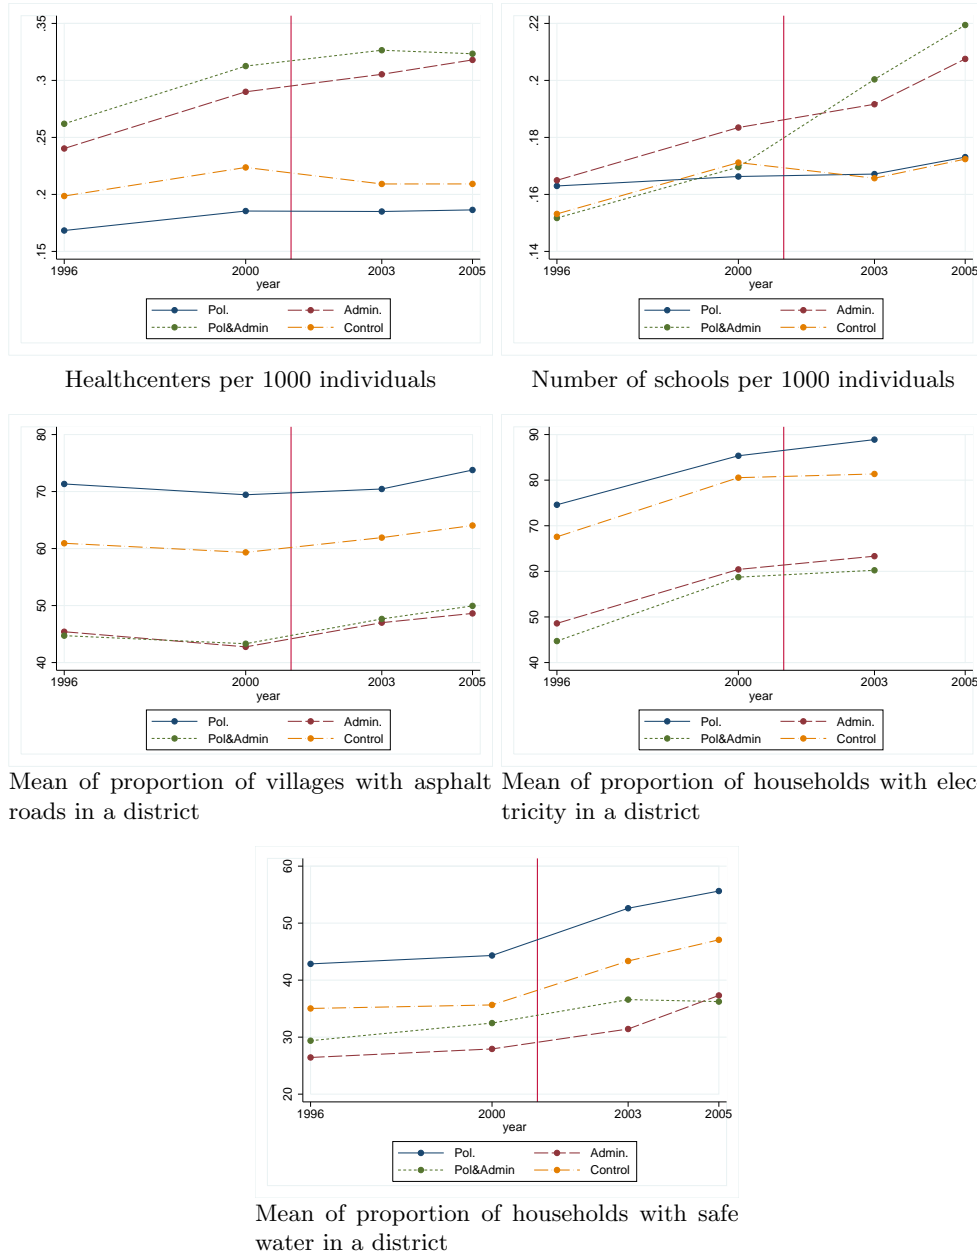 .35
.3
.25
.2
.15
1996 2000 2003 2005
year
Pol. Admin.
Pol&Admin Control
Healthcenters per 1000 individuals
.22
.2
.18
.16
.14
1996 2000 2003 2005
year
Pol. Admin.
Pol&Admin Control
Number of schools per 1000 individuals
80
70
60
50
40
1996 2000 2003 2005
year
Pol. Admin.
Pol&Admin Control
Mean of proportion of villages with asphalt
roads in a district
90
80
70
60
50
40
1996 2000 2003 2005
year
Pol. Admin.
Pol&Admin Control
Mean of proportion of households with elec
tricity in a district
60
50
40
30
20
1996 2000 2003 2005
year
Pol. Admin.
Pol&Admin Control
Mean of proportion of households with safe
water in a district